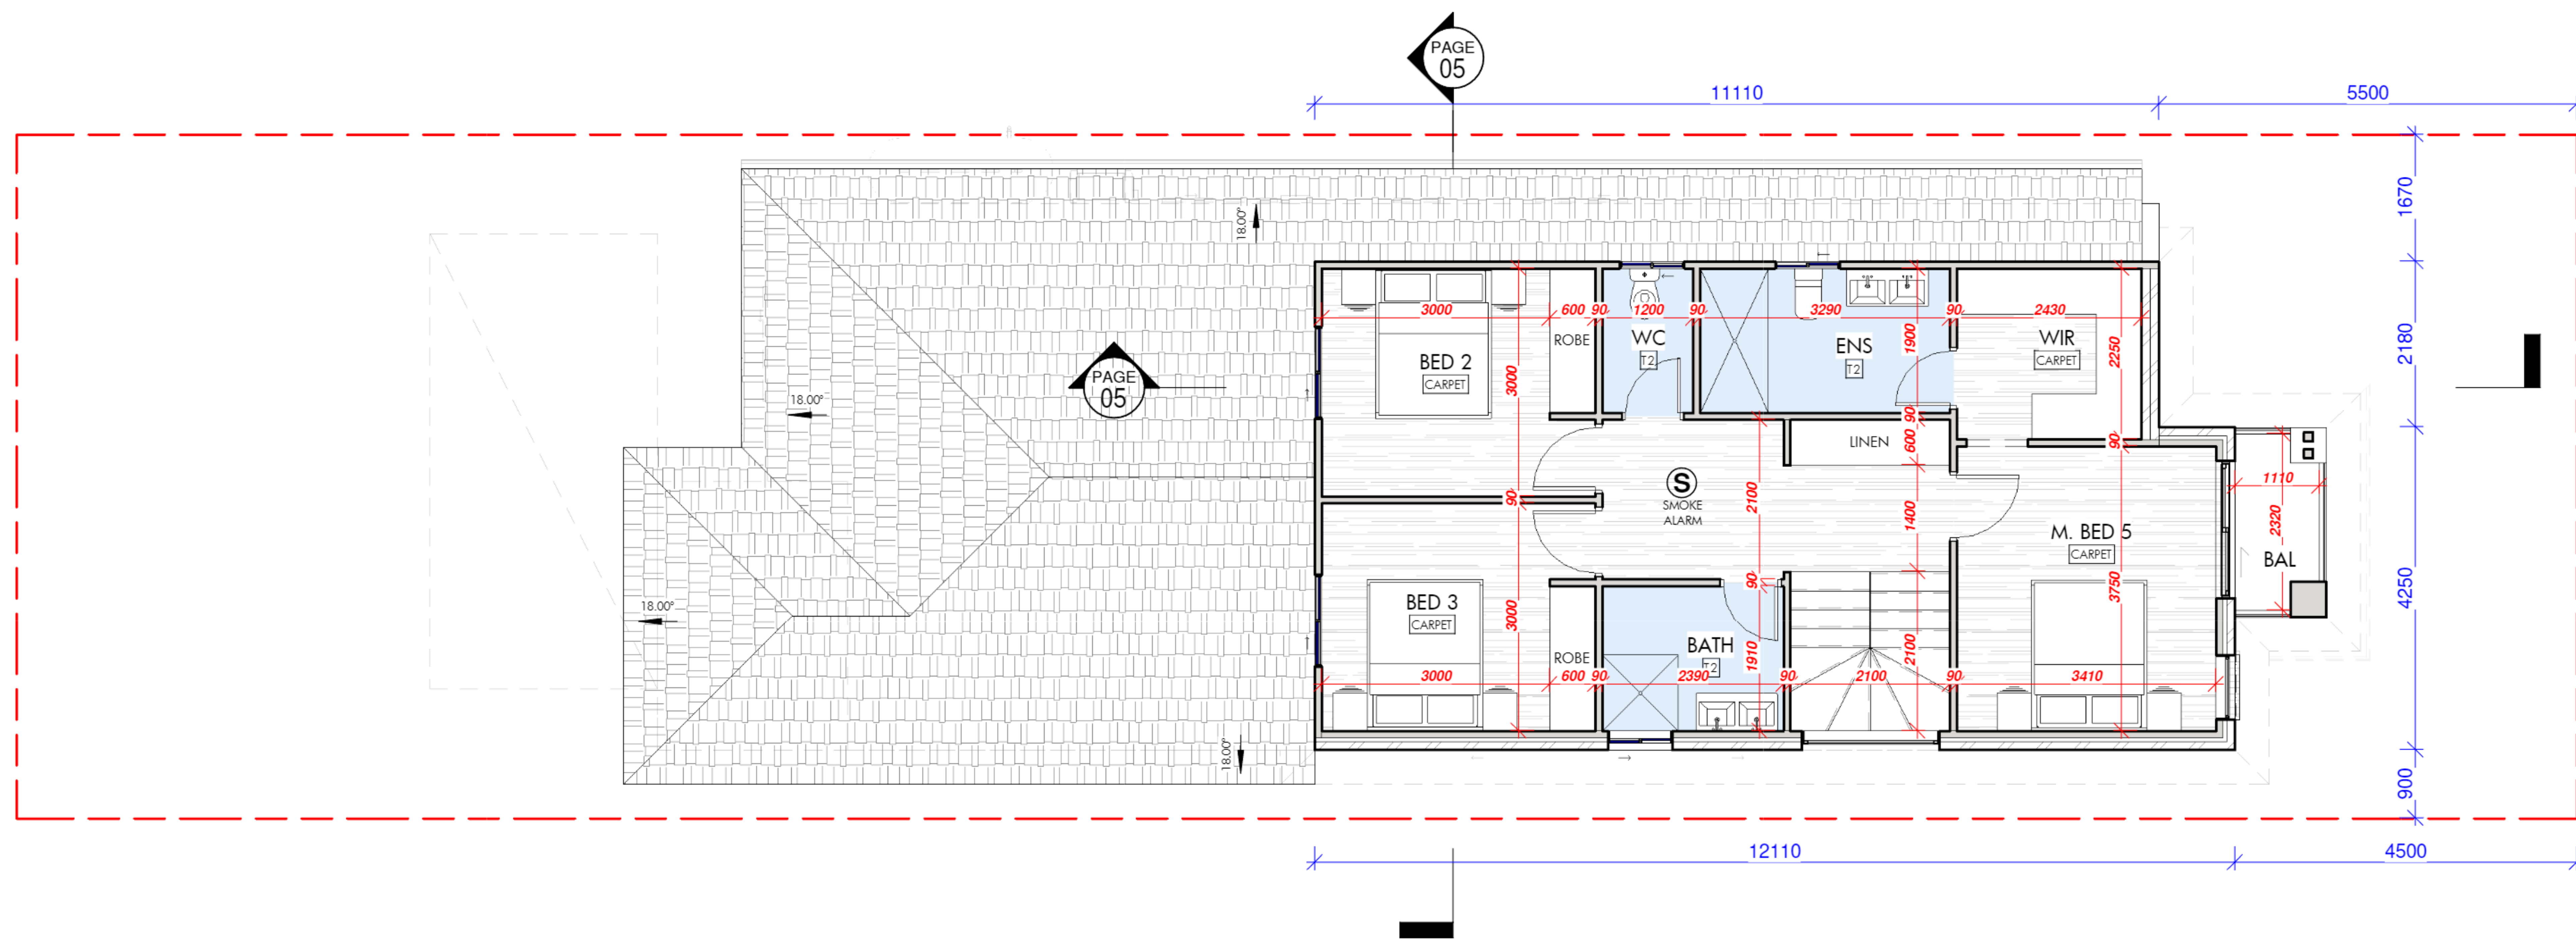 PAGE
05
11110
5500
1670
2180
4250
900
18.00°
18.00°
18.00°
18.00°
PAGE
05
3000
600
90
1200
90
3290
90
2430
BED 2
CARPET
3000
ROBE
WC
T2
ENS
T2
1900
WIR
CARPET
2250
90
LINEN
600
90
S
SMOKE
ALARM
2100
1400
90
1110
2320
BAL
M. BED 5
CARPET
3750
BED 3
CARPET
3000
ROBE
90
BATH
T2
1910
2100
3000
600
90
2390
90
2100
90
3410
12110
4500